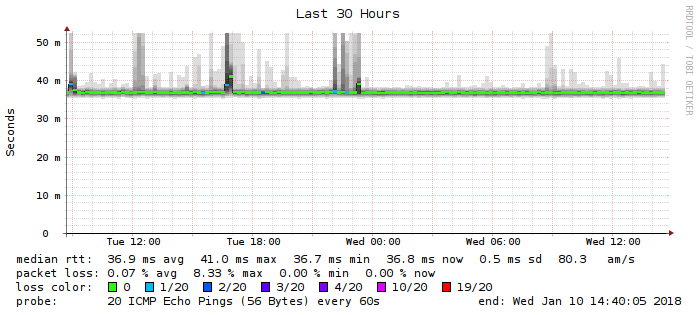 Last 30 Hours
RRDTOOL / TOBI OETIKER
Seconds
50 m
40 m
30 m
20 m
10 m
0
Tue 12:00 Tue 18:00 Wed 00:00 Wed 06:00 Wed 12:00
median rtt: 36.9 ms avg 41.0 ms max 36.7 ms min 36.8 ms now 0.5 ms sd 80.3 am/s
packet loss: 0.07 % avg 8.33 % max 0.00 % min 0.00 % now
loss color: 0 1/20 2/20 3/20 4/20 10/20 19/20
probe: 20 ICMP Echo Pings (56 Bytes) every 60s end: Wed Jan 10 14:40:05 2018